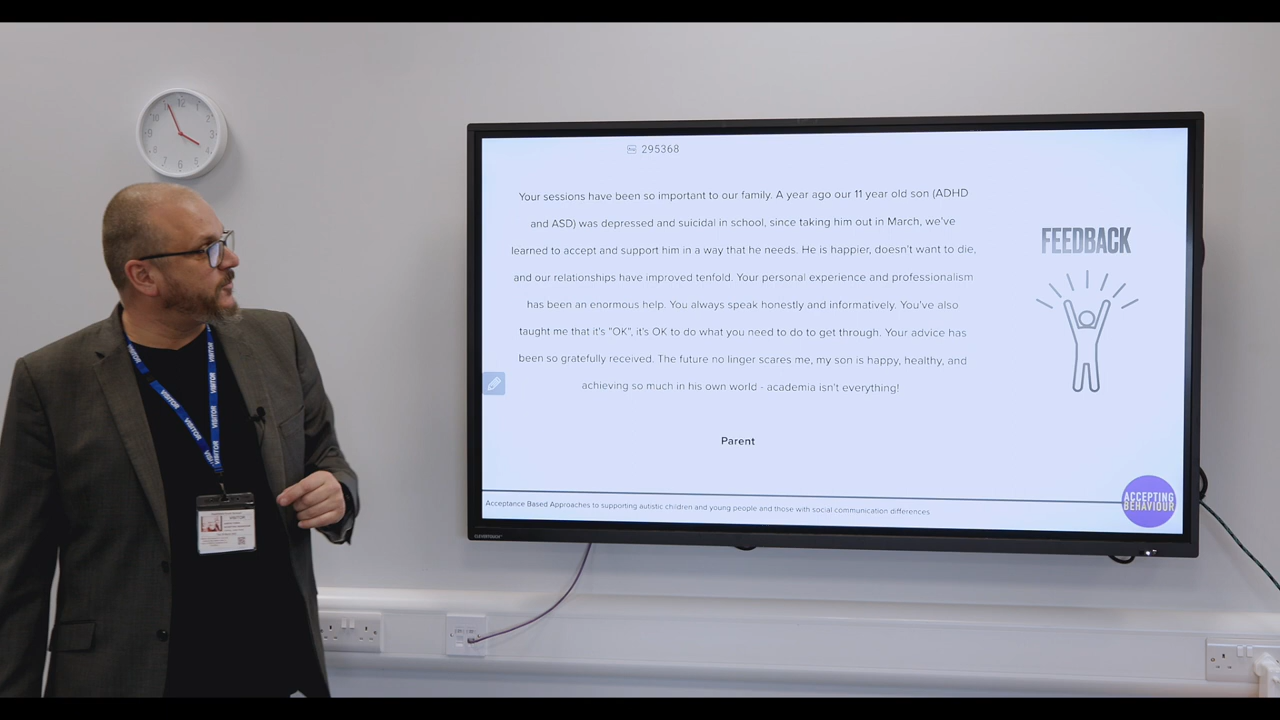 12
295368
Your sessions have been so important to our family. A year ago our 11 year old son (ADHD
and ASD) was depressed and suicidal in school, since taking him out in March, we've
learned to accept and support him in a way that he needs. He is happier, doesn't want to die,
and our relationships have improved tenfold. Your personal experience and professionalism
has been an enormous help. You always speak honestly and informatively. You've also
taught me that it's "OK", it's OK to do what you need to do to get through. Your advice has
been so gratefully received. The future no linger scares me, my son is happy, healthy, and
achieving so much in his own world - academia isn't everything!
Parent
FEEDBACK
Acceptance Based Approaches to supporting autistic children and young people and those with social communication differences
ACCEPTING
BEHAVIOUR
clevertouch
VISITOR
VISITOR
VISITOR
VISITOR
VISITOR
VISITOR